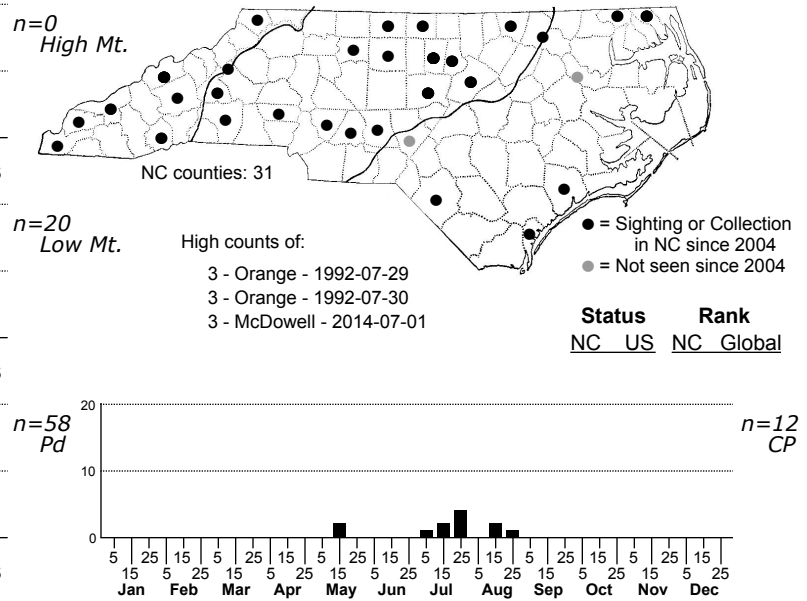 n=0
High Mt.
NC counties: 31
n=20
Low Mt.
High counts of:
3 - Orange - 1992-07-29
3 - Orange - 1992-07-30
3 - McDowell - 2014-07-01
= Sighting or Collection
in NC since 2004
= Not seen since 2004
Status Rank
NC US NC Global
n=58
Pd
n=12
CP
20
10
0
5 25 15 5 25 15 5 25 15 5 25 15 5 25 15 5 25 15
15 5 25 15 5 25 15 5 25 15 5 25 15 5 25 15 5 25
Jan Feb Mar Apr May Jun Jul Aug Sep Oct Nov Dec